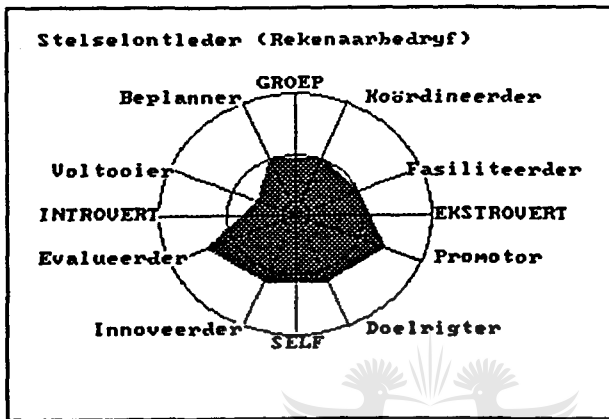 Stelselontleder (Rekenaarbedryf)
GROEP
Beplanner
Koördineerder
Voltooier
Fasiliteerder
INTROVERT
EKSTROVERT
Evalueerder
Promotor
Innoveerder
Doelrigter
SELF